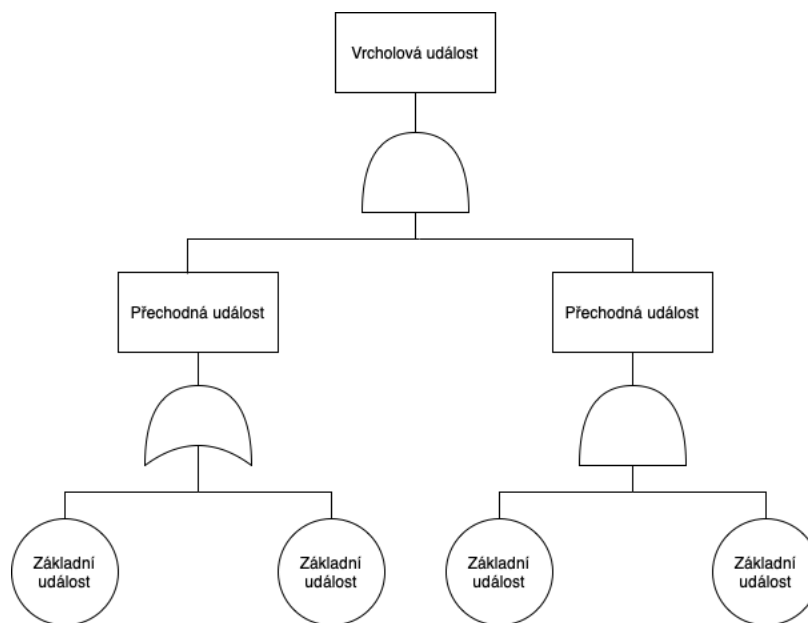 Vrcholová událost
Přechodná událost
Přechodná událost
Základní
událost
Základní
událost
Základní
událost
Základní
událost